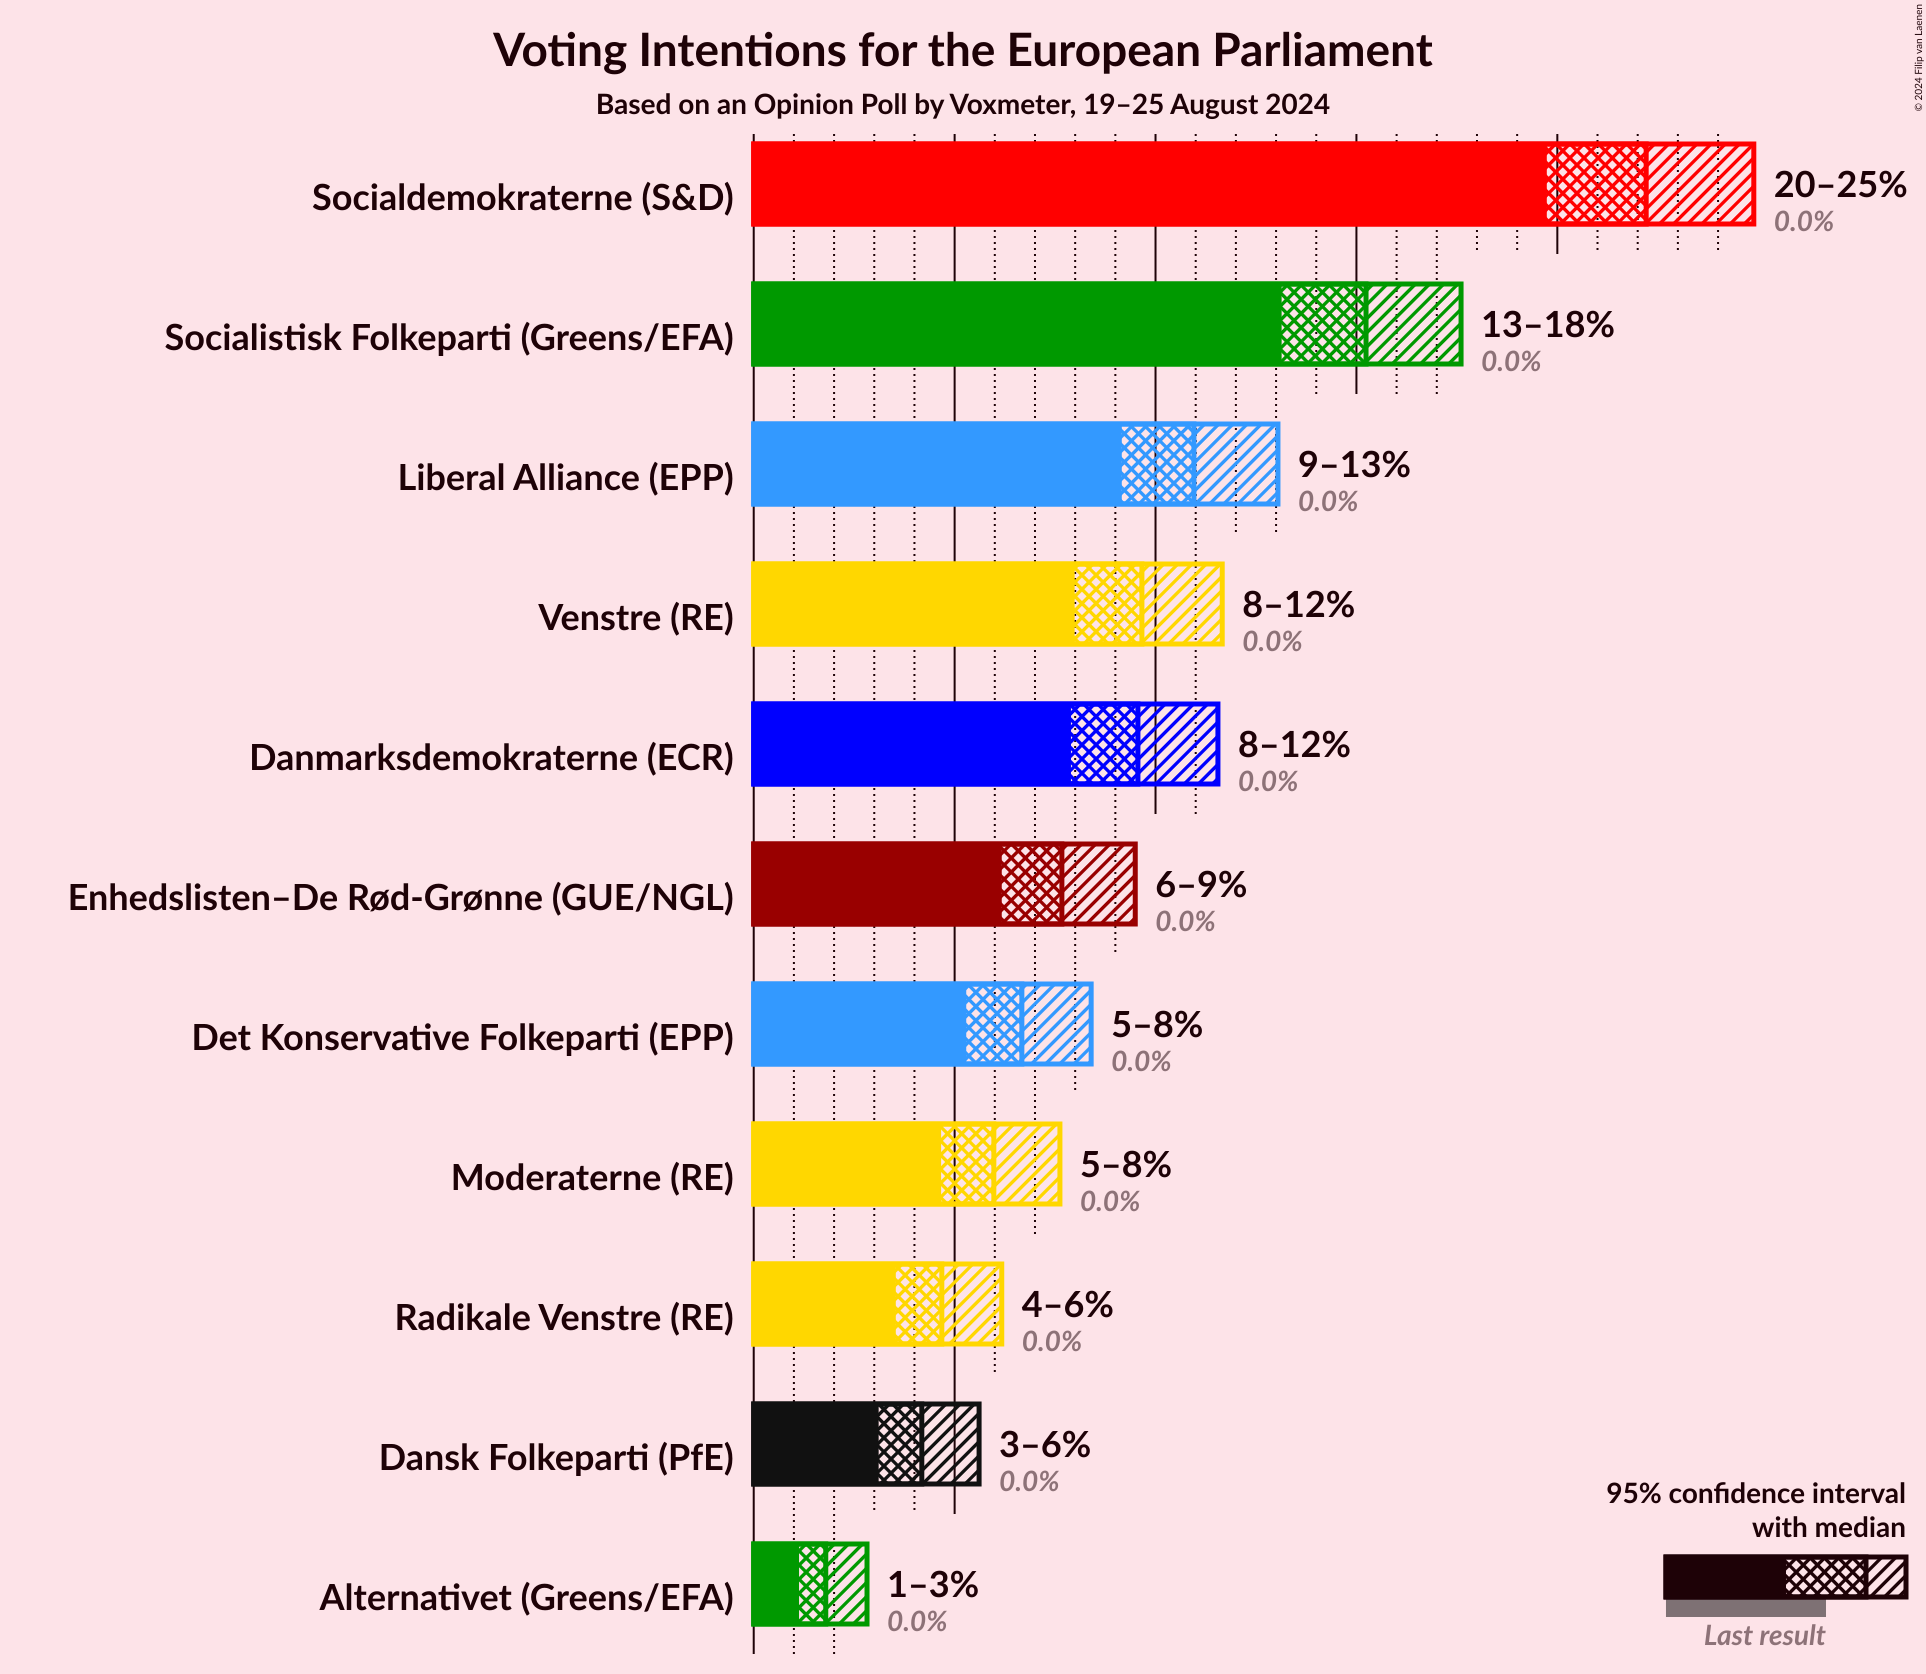 Voting Intentions for the European Parliament
Based on an Opinion Poll by Voxmeter, 19–25 August 2024
© 2024 Filip van Laenen
Socialdemokraterne (S&D)
20–25%
0.0%
Socialistisk Folkeparti (Greens/EFA)
13–18%
0.0%
Liberal Alliance (EPP)
9–13%
0.0%
Venstre (RE)
8–12%
0.0%
Danmarksdemokraterne (ECR)
8–12%
0.0%
Enhedslisten–De Rød-Grønne (GUE/NGL)
6–9%
0.0%
Det Konservative Folkeparti (EPP)
5–8%
0.0%
Moderaterne (RE)
5–8%
0.0%
Radikale Venstre (RE)
4–6%
0.0%
Dansk Folkeparti (PfE)
3–6%
0.0%
Alternativet (Greens/EFA)
1–3%
0.0%
95% confidence interval
with median
Last result